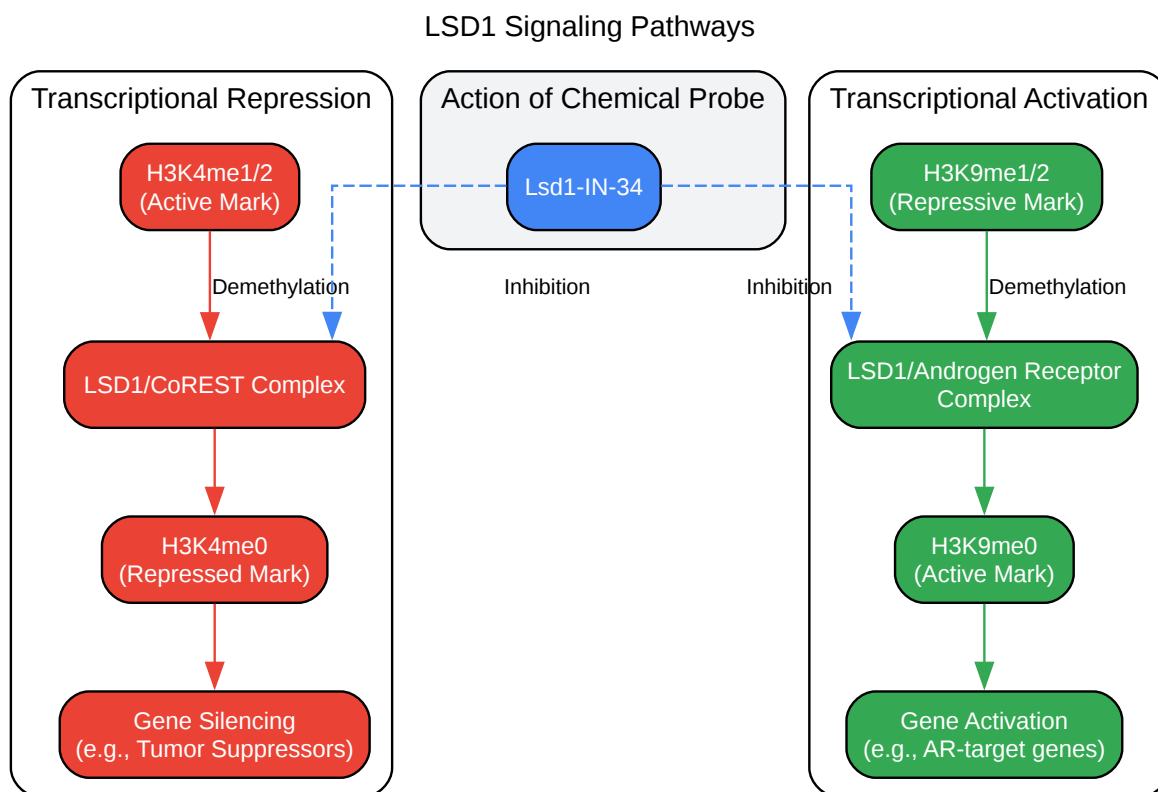 LSD1 Signaling Pathways
Transcriptional Repression
H3K4me1/2
(Active Mark)
Demethylation
LSD1/CoREST Complex
H3K4me0
(Repressed Mark)
Gene Silencing
(e.g., Tumor Suppressors)
Action of Chemical Probe
Lsd1-IN-34
Inhibition
Inhibition
Transcriptional Activation
H3K9me1/2
(Repressive Mark)
Demethylation
LSD1/Androgen Receptor
Complex
H3K9me0
(Active Mark)
Gene Activation
(e.g., AR-target genes)